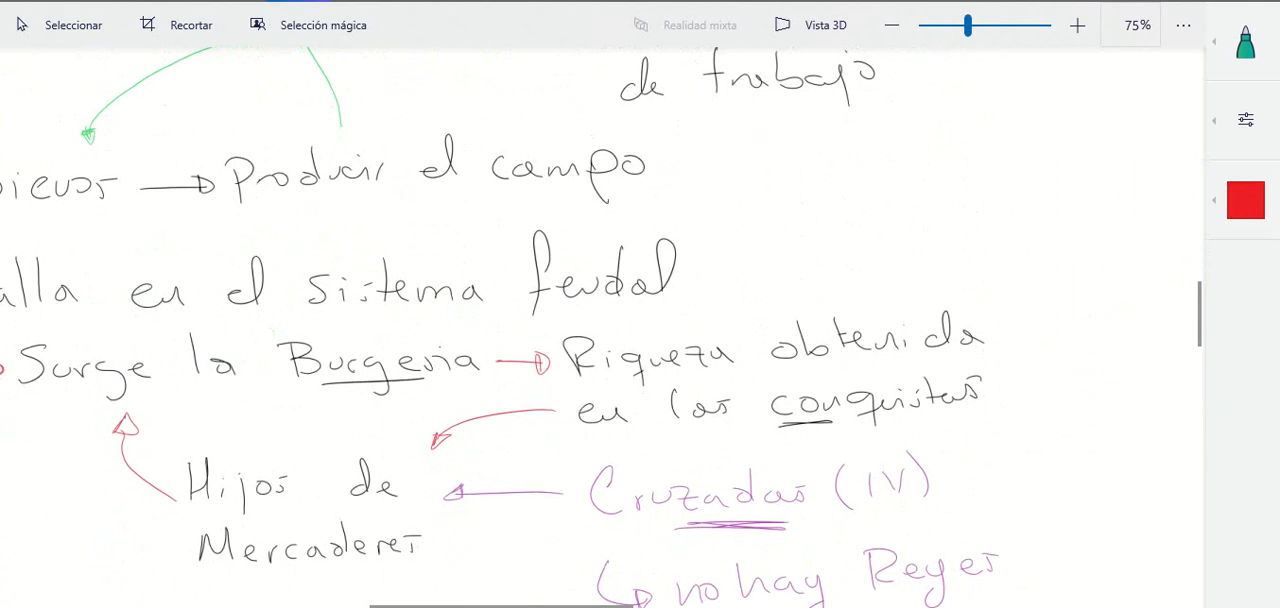 Seleccionar Recortar Selección mágica Realidad mixta Vista 3D 75%
de trabajo
Producir el campo
en el sistema feudal
Surge la Burgesia Riqueza obtenida
en las conquistas
Hijos de Cruzadas (IV)
Mercaderes
no hay Reyes